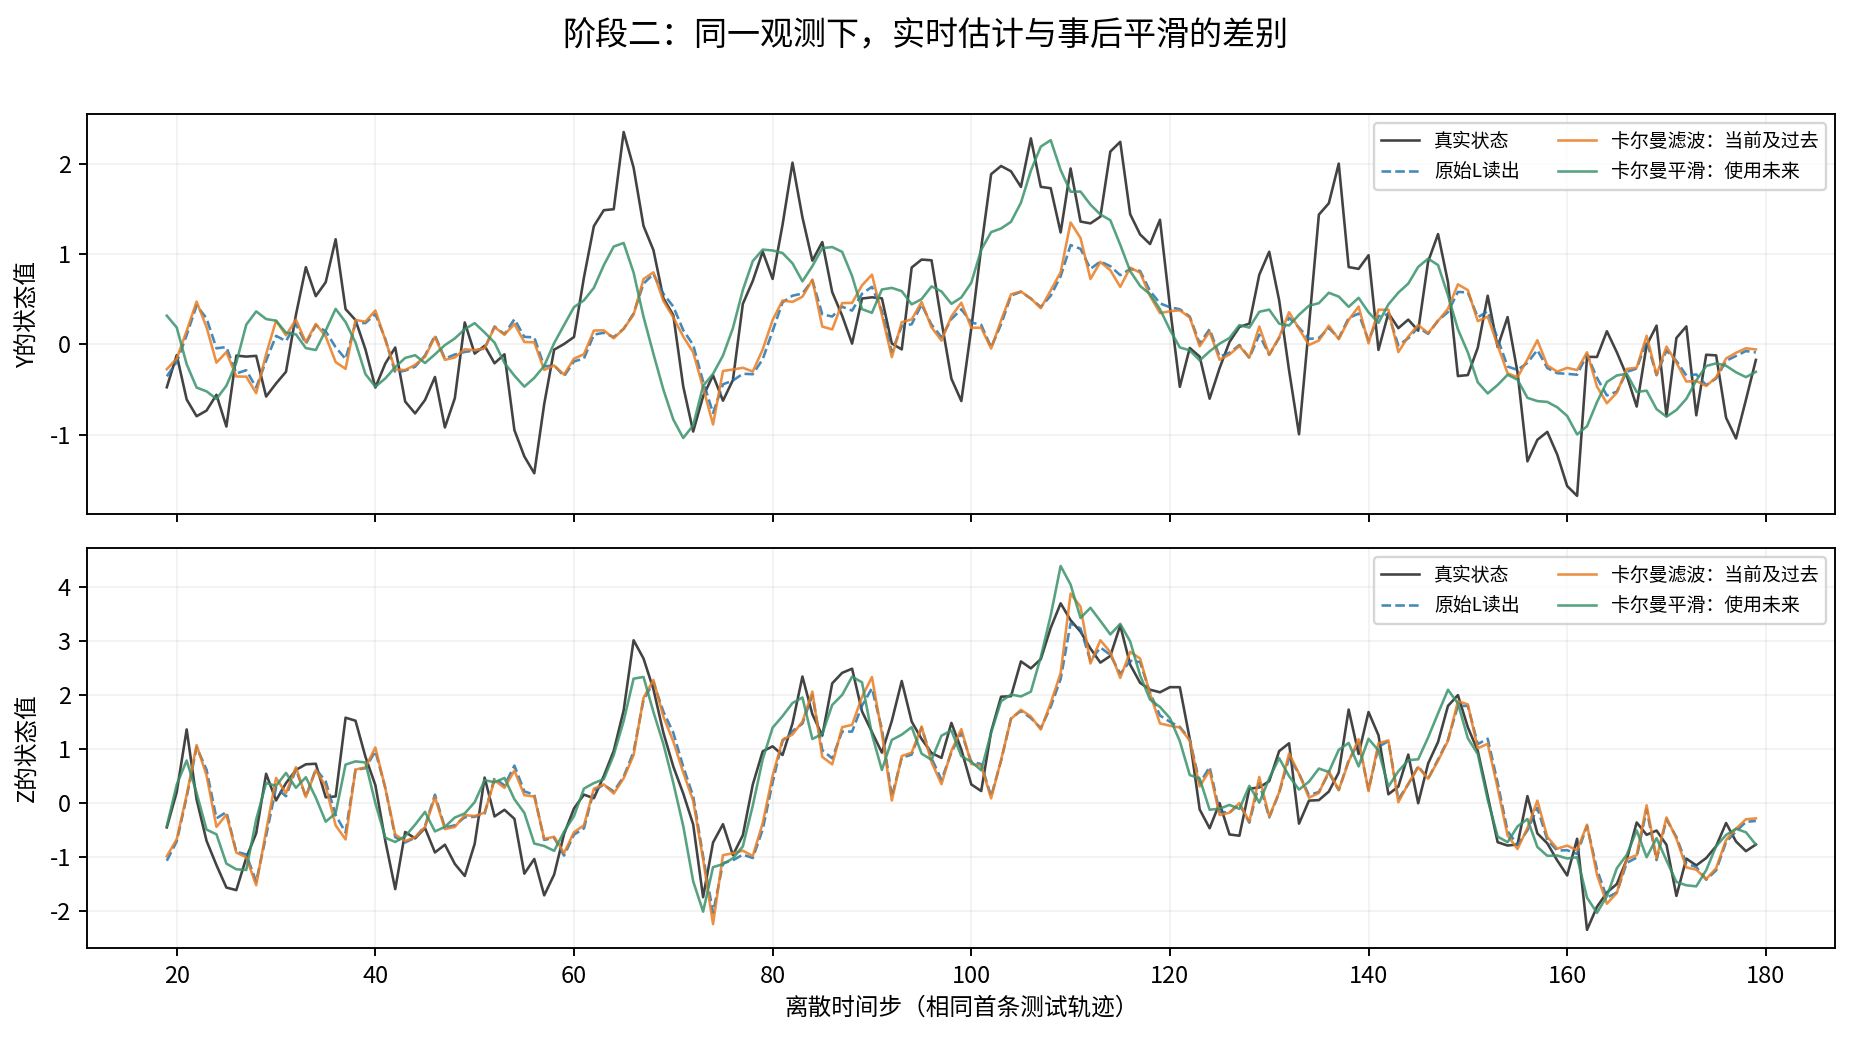 阶段二：同一观测下，实时估计与事后平滑的差别
Y的状态值
2
1
0
-1
真实状态
原始L读出
卡尔曼滤波：当前及过去
卡尔曼平滑：使用未来
Z的状态值
4
3
2
1
0
-1
-2
真实状态
原始L读出
卡尔曼滤波：当前及过去
卡尔曼平滑：使用未来
20 40 60 80 100 120 140 160 180
离散时间步（相同首条测试轨迹）